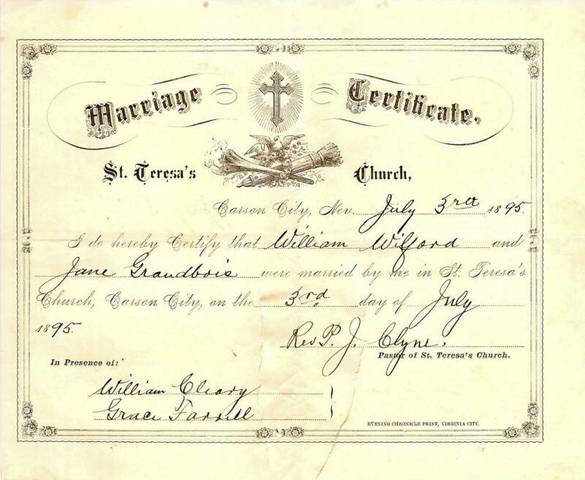 Marriage Certificate.
St. Teresa's Church,
Carson City, Nev. July 3rd 1895.
I do hereby Certify that William Wilford and
Jane Grandbois were married by me in St. Teresa's
Church, Carson City, on the 3rd day of July
1895.
Rev P. J. Clyne.
Pastor of St. Teresa's Church.
In Presence of:
William Cleary
Grace Farrell
EVENING CHRONICLE PRINT, VIRGINIA CITY.